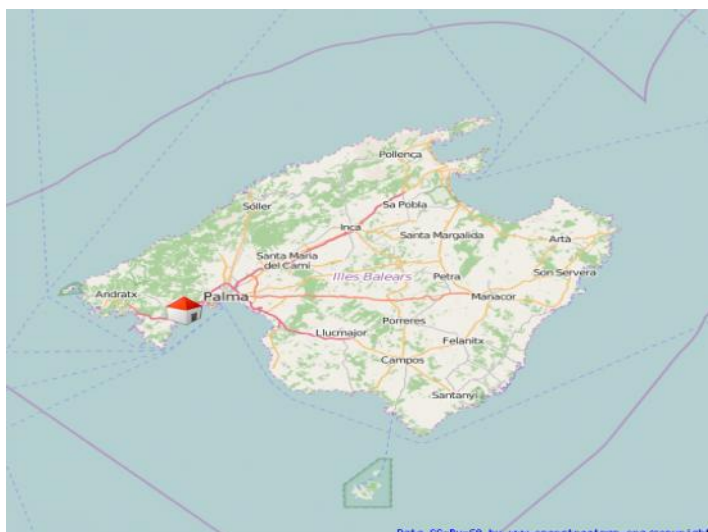 Pollença
Sa Pobla
Sóller
Inca
Santa Margalida
Artà
Santa Maria
del Camí
Illes Balears
Petra
Son Servera
Andratx
Palma
Manacor
Llucmajor
Porreres
Felanitx
Campos
Santanyí